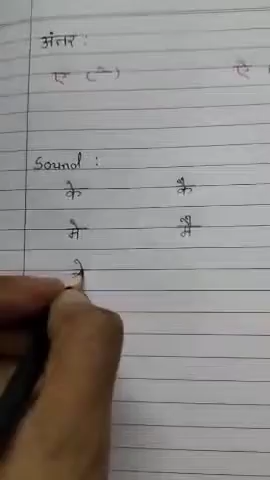 अंतर :
ए ( े ) ऐ (
Sound :
के कै
मे मै